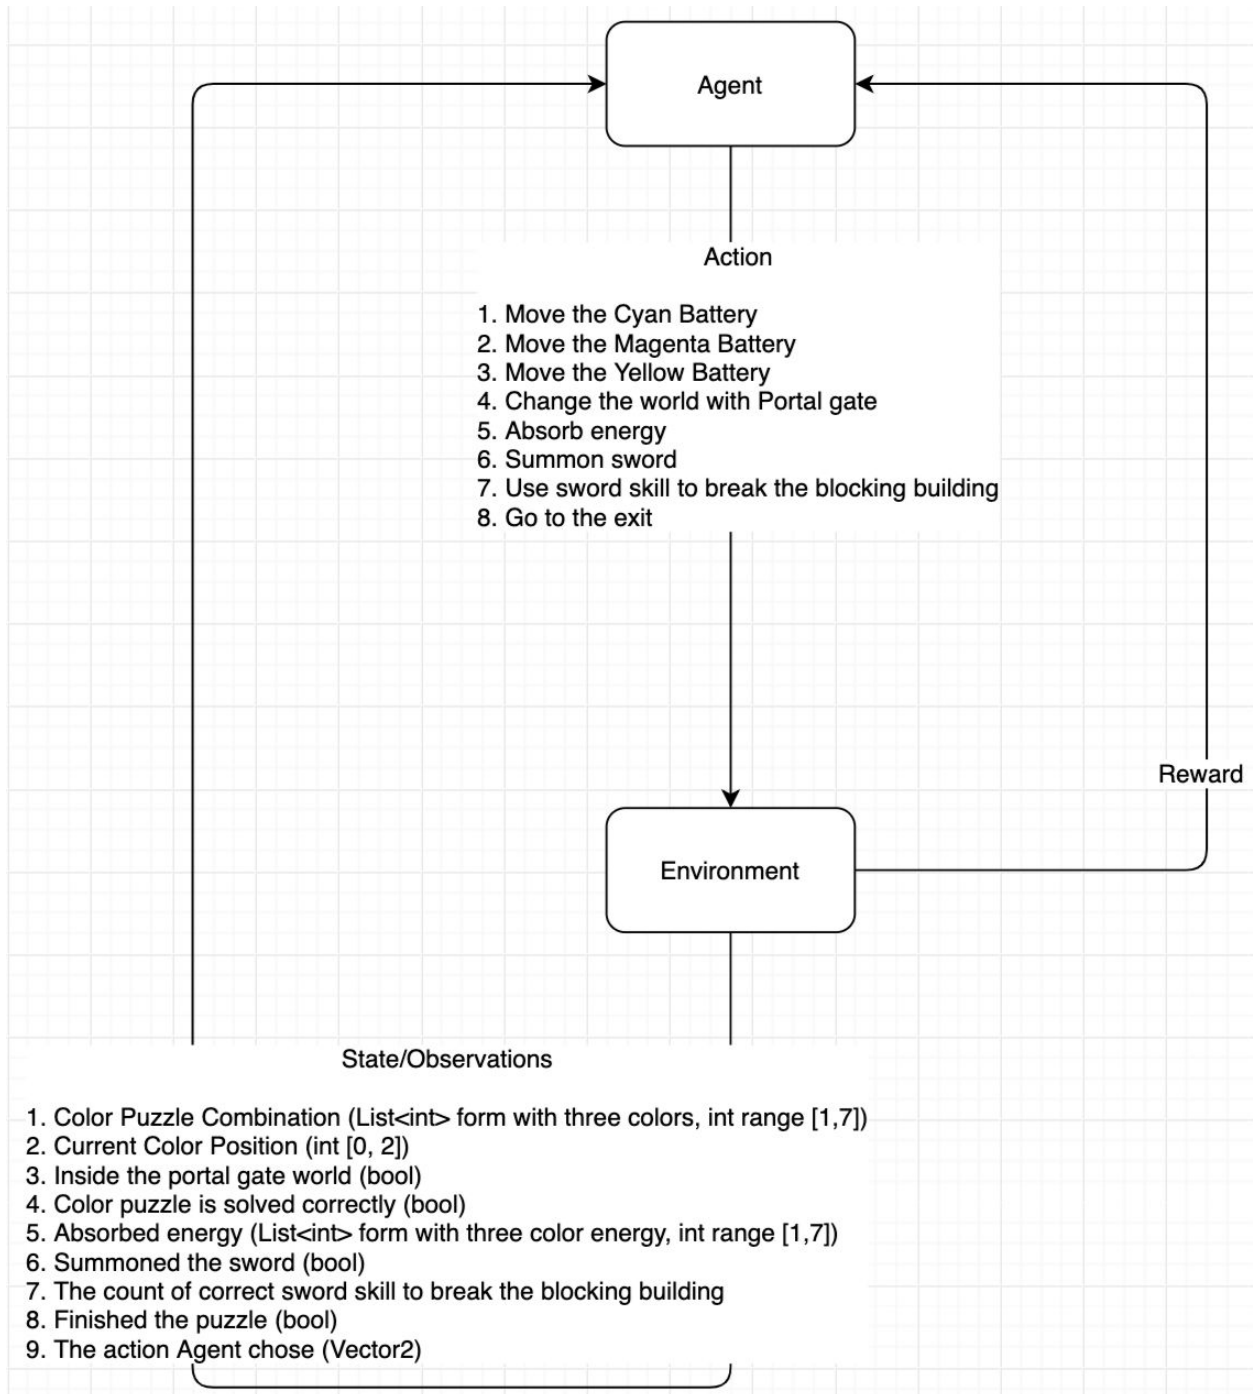 Agent
Action
1. Move the Cyan Battery
2. Move the Magenta Battery
3. Move the Yellow Battery
4. Change the world with Portal gate
5. Absorb energy
6. Summon sword
7. Use sword skill to break the blocking building
8. Go to the exit
Reward
Environment
State/Observations
1. Color Puzzle Combination (List<int> form with three colors, int range [1,7])
2. Current Color Position (int [0, 2])
3. Inside the portal gate world (bool)
4. Color puzzle is solved correctly (bool)
5. Absorbed energy (List<int> form with three color energy, int range [1,7])
6. Summoned the sword (bool)
7. The count of correct sword skill to break the blocking building
8. Finished the puzzle (bool)
9. The action Agent chose (Vector2)